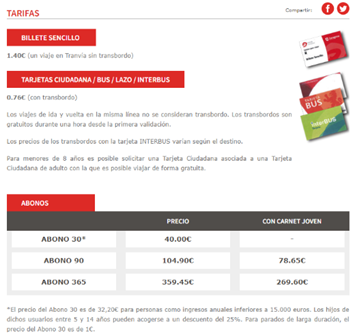 TARIFAS
Compartir:
BILLETE SENCILLO
1.40€ (un viaje en Tranvía sin transbordo)
TARJETAS CIUDADANA / BUS / LAZO / INTERBUS
0.76€ (con transbordo)
Los viajes de ida y vuelta en la misma línea no se consideran transbordo. Los transbordos son
gratuitos durante una hora desde la primera validación.
Los precios de los transbordos con la tarjeta INTERBUS varían según el destino.
Para menores de 8 años es posible solicitar una Tarjeta Ciudadana asociada a una Tarjeta
Ciudadana de adulto con la que es posible viajar de forma gratuita.
BUS
interBUS
ABONOS
PRECIO CON CARNET JOVEN
ABONO 30* 40.00€ -
ABONO 90 104.90€ 78.65€
ABONO 365 359.45€ 269.60€
*El precio del Abono 30 es de 32,20€ para personas como ingresos anuales inferiores a 15.000 euros. Los hijos de
dichos usuarios entre 5 y 14 años pueden acogerse a un descuento del 25%. Para parados de larga duración, el
precio del Abono 30 es de 1€.